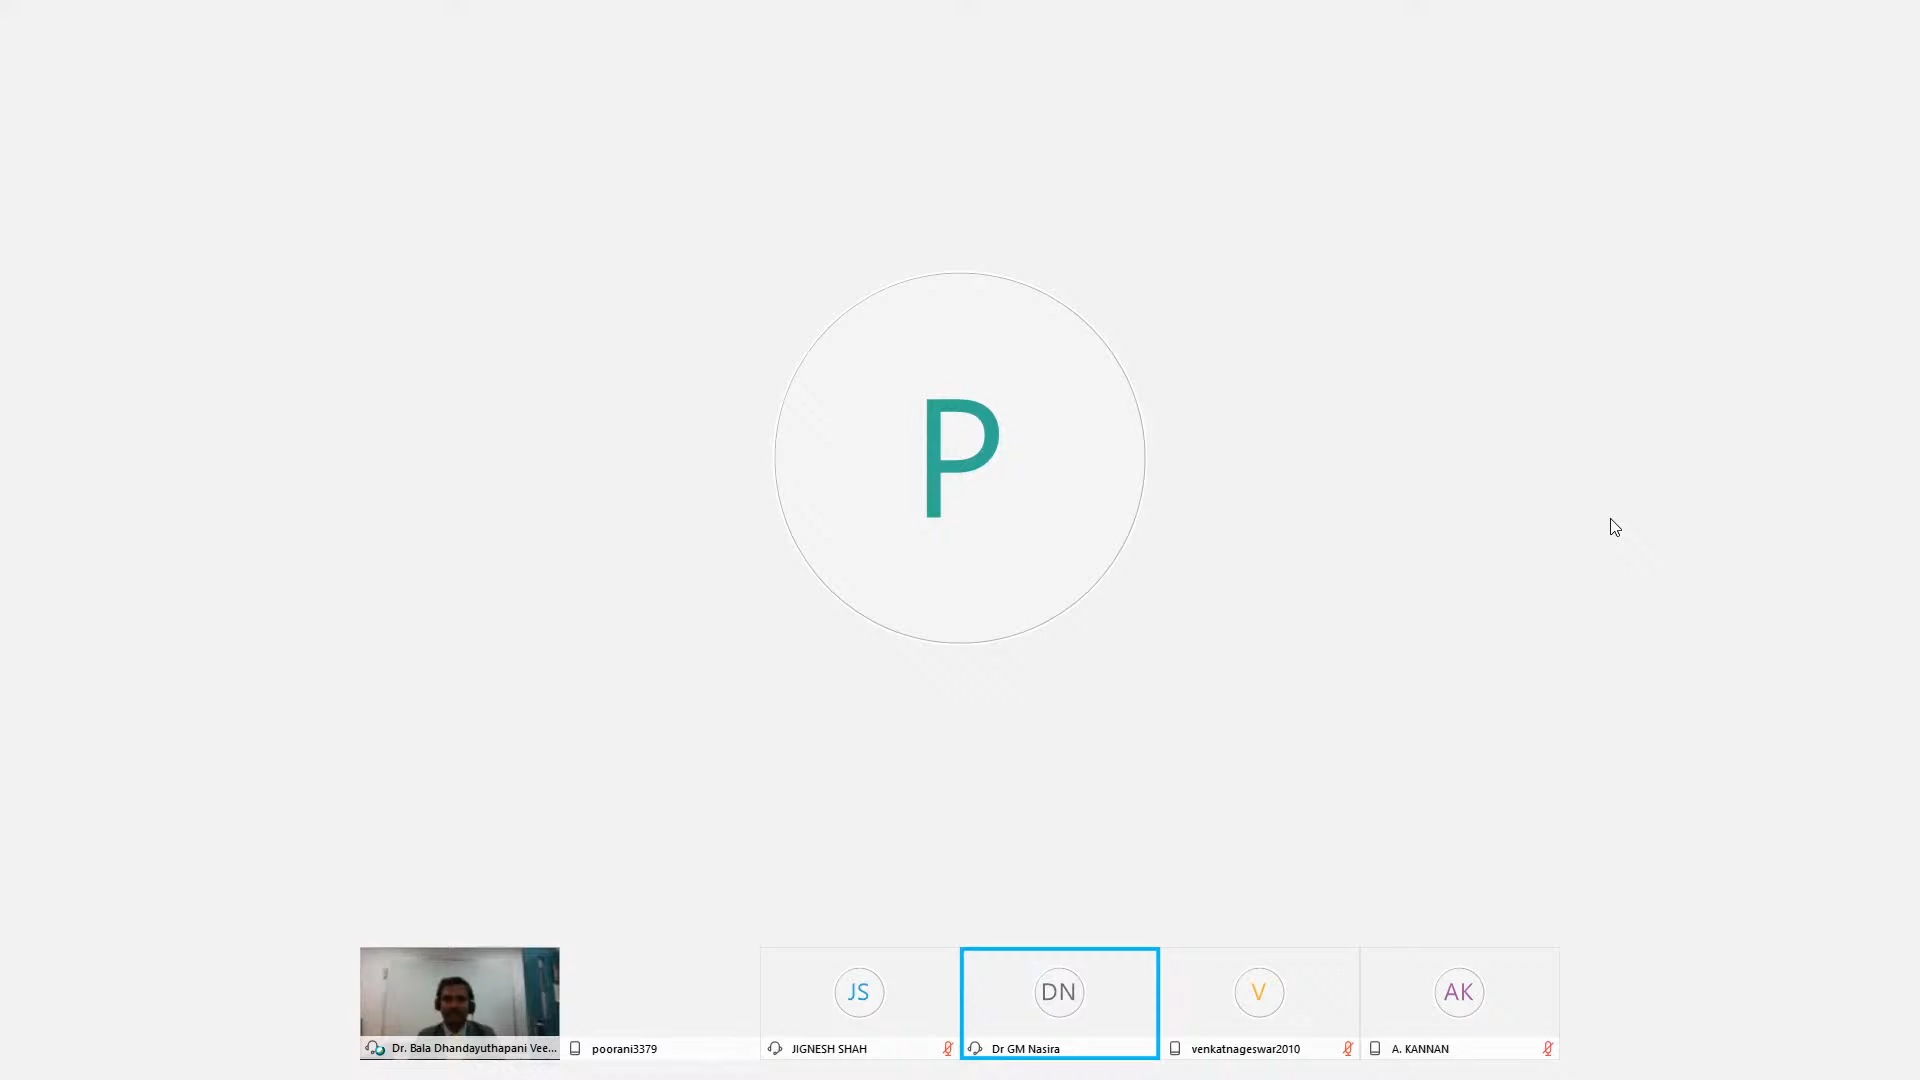 P
JS
DN
V
AK
Dr. Bala Dhandayuthapani Vee...
poorani3379
JIGNESH SHAH
Dr GM Nasira
venkatnageswar2010
A. KANNAN